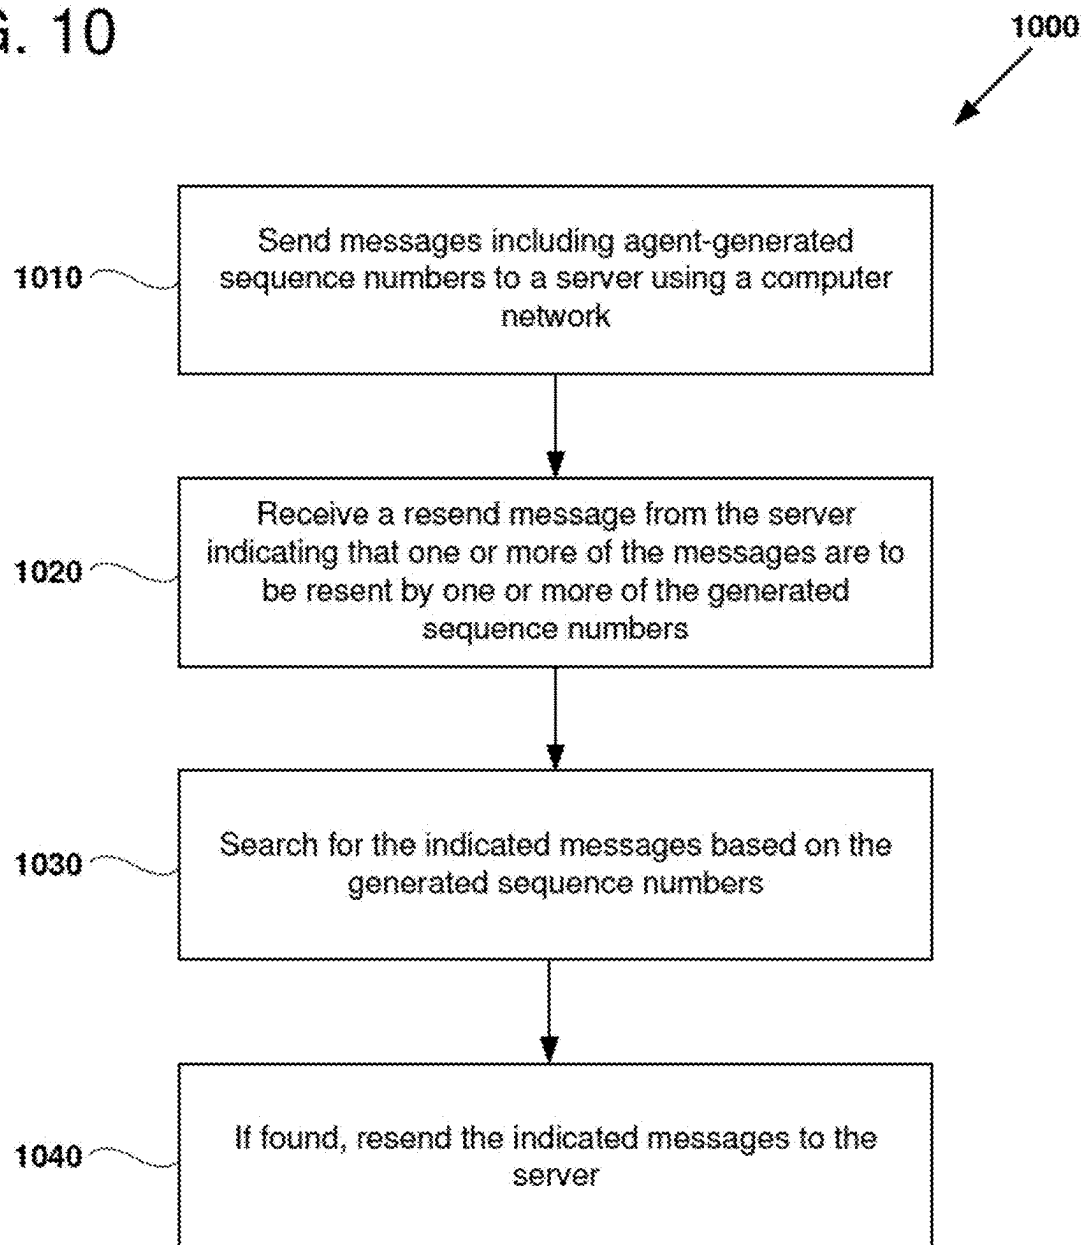 G. 10
1000
Send messages including agent-generated
sequence numbers to a server using a computer
network
1010
Receive a resend message from the server
indicating that one or more of the messages are to
be resent by one or more of the generated
sequence numbers
1020
Search for the indicated messages based on the
generated sequence numbers
1030
If found, resend the indicated messages to the
server
1040